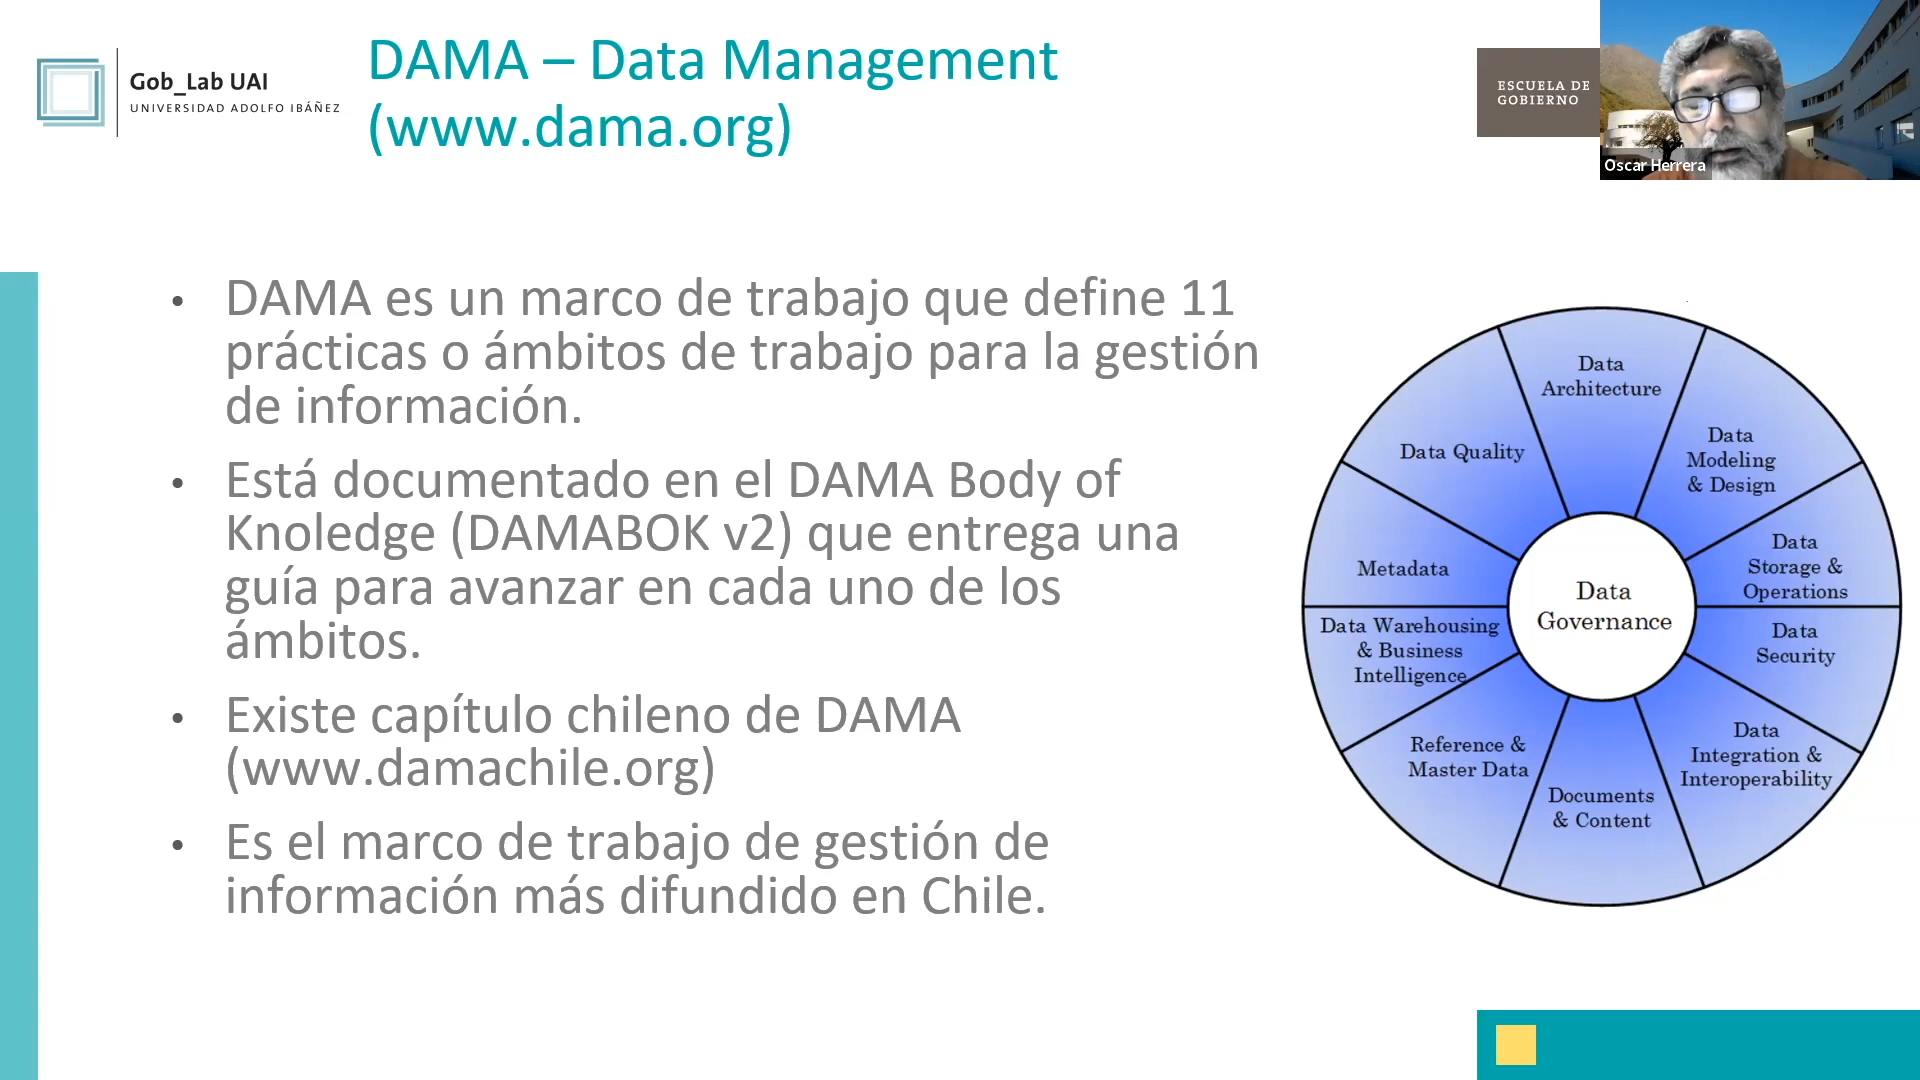 Gob_Lab UAI
UNIVERSIDAD ADOLFO IBÁÑEZ
DAMA – Data Management
(www.dama.org)
ESCUELA DE
GOBIERNO
Oscar Herrera
• DAMA es un marco de trabajo que define 11
prácticas o ámbitos de trabajo para la gestión
de información.
• Está documentado en el DAMA Body of
Knoledge (DAMABOK v2) que entrega una
guía para avanzar en cada uno de los
ámbitos.
• Existe capítulo chileno de DAMA
(www.damachile.org)
• Es el marco de trabajo de gestión de
información más difundido en Chile.
Data
Architecture
Data
Modeling
& Design
Data
Storage &
Operations
Data
Security
Data
Integration &
Interoperability
Documents
& Content
Reference &
Master Data
Data Warehousing
& Business
Intelligence
Metadata
Data Quality
Data
Governance